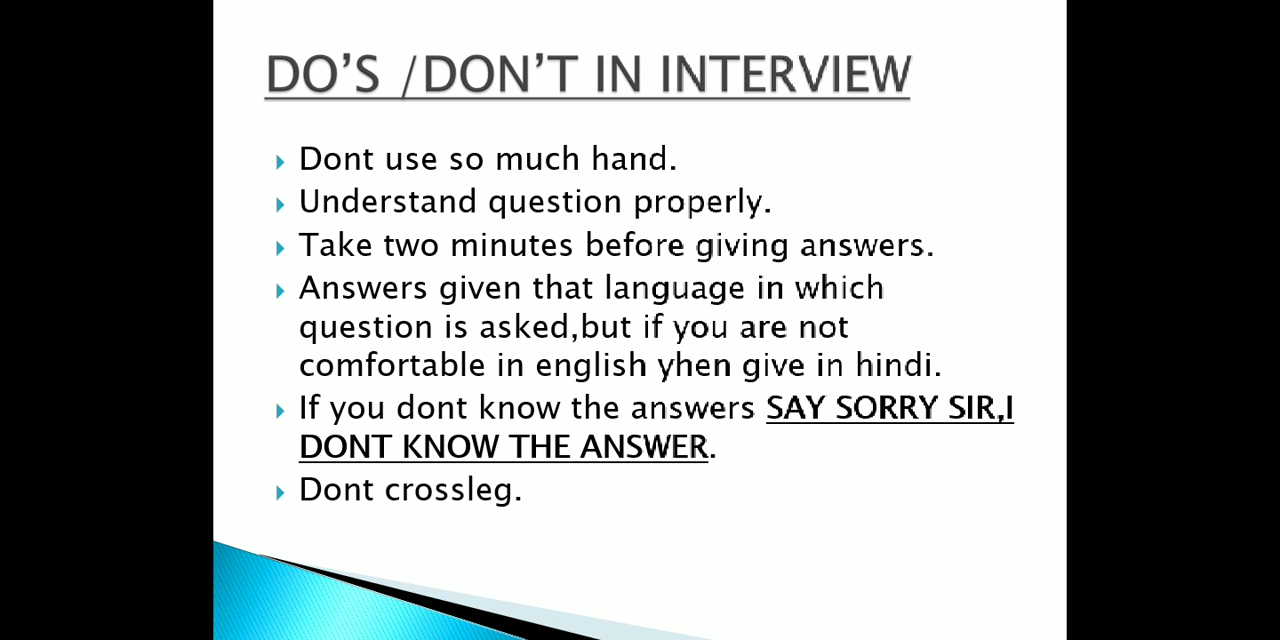 DO’S /DON’T IN INTERVIEW
Dont use so much hand.
Understand question properly.
Take two minutes before giving answers.
Answers given that language in which
question is asked,but if you are not
comfortable in english yhen give in hindi.
If you dont know the answers SAY SORRY SIR,I
DONT KNOW THE ANSWER.
Dont crossleg.